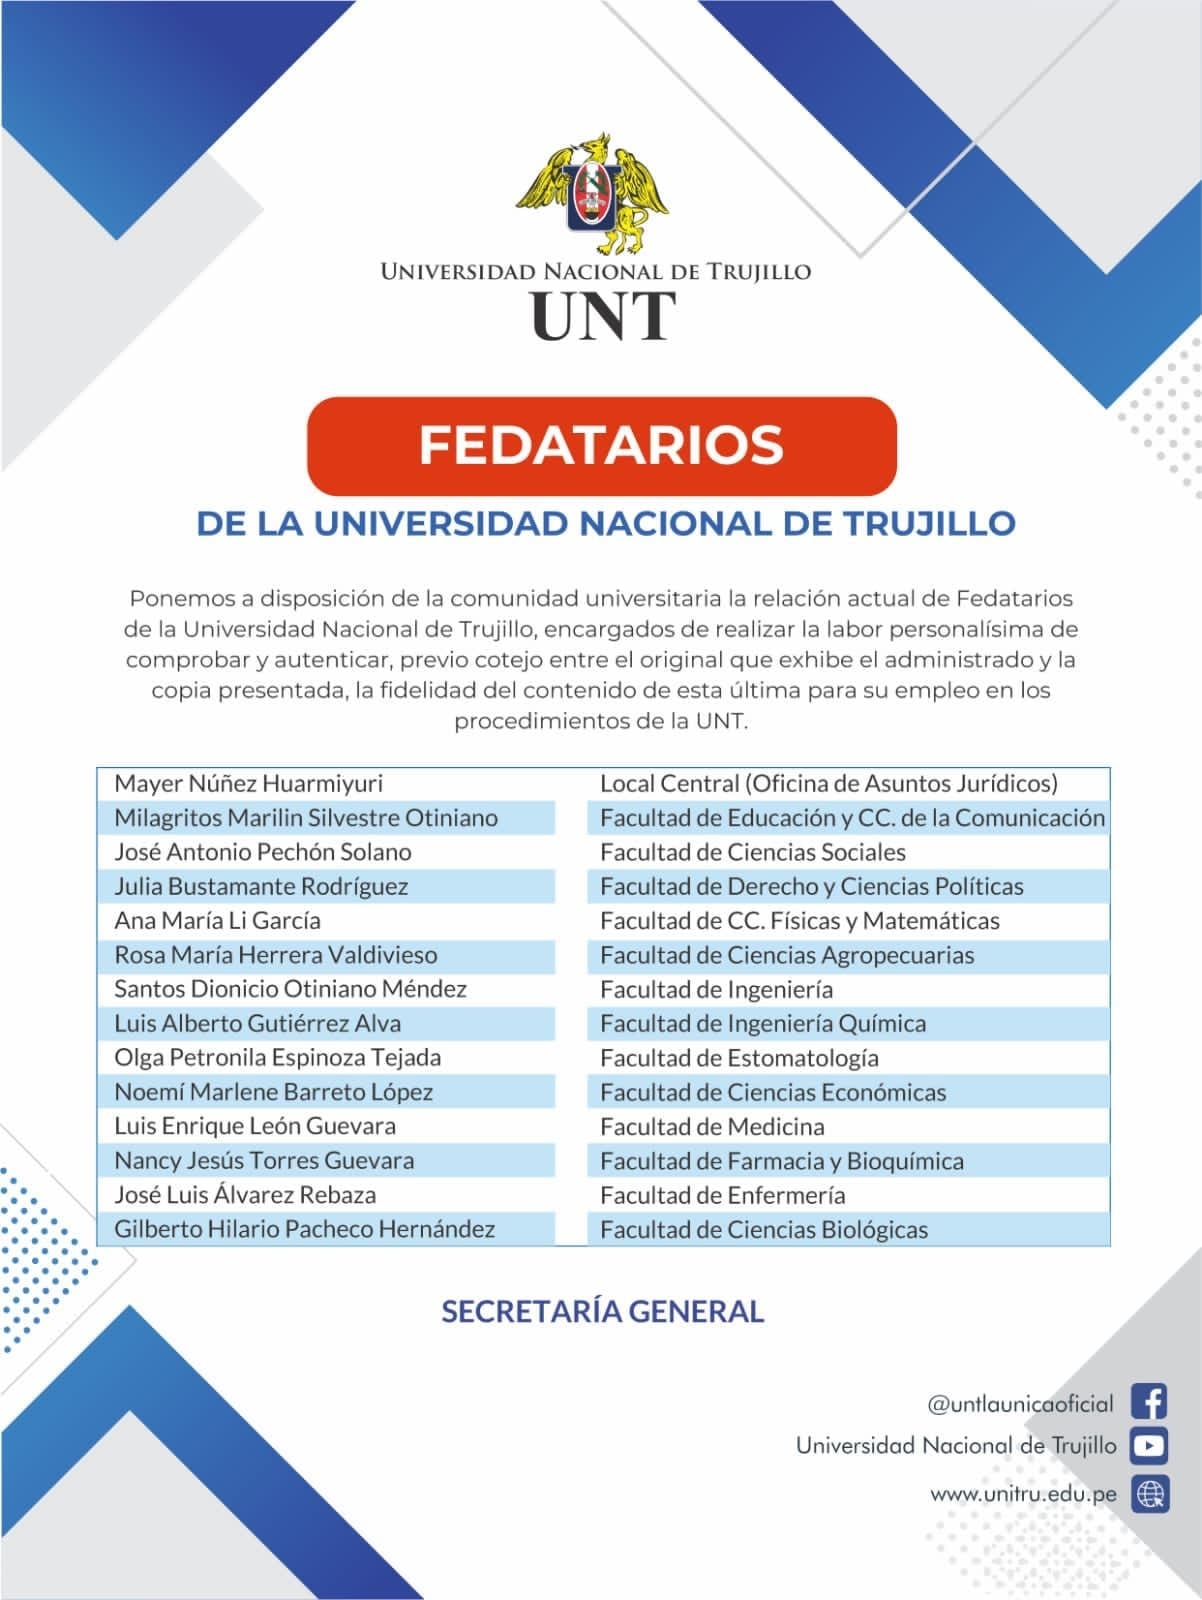 UNIVERSIDAD NACIONAL DE TRUJILLO
UNT
FEDATARIOS
DE LA UNIVERSIDAD NACIONAL DE TRUJILLO
Ponemos a disposición de la comunidad universitaria la relación actual de Fedatarios
de la Universidad Nacional de Trujillo, encargados de realizar la labor personalísima de
comprobar y autenticar, previo cotejo entre el original que exhibe el administrado y la
copia presentada, la fidelidad del contenido de esta última para su empleo en los
procedimientos de la UNT.
Mayer Núñez Huarmiyuri Local Central (Oficina de Asuntos Jurídicos)
Milagritos Marilin Silvestre Otiniano Facultad de Educación y CC. de la Comunicación
José Antonio Pechón Solano Facultad de Ciencias Sociales
Julia Bustamante Rodríguez Facultad de Derecho y Ciencias Políticas
Ana María Li García Facultad de CC. Físicas y Matemáticas
Rosa María Herrera Valdivieso Facultad de Ciencias Agropecuarias
Santos Dionicio Otiniano Méndez Facultad de Ingeniería
Luis Alberto Gutiérrez Alva Facultad de Ingeniería Química
Olga Petronila Espinoza Tejada Facultad de Estomatología
Noemí Marlene Barreto López Facultad de Ciencias Económicas
Luis Enrique León Guevara Facultad de Medicina
Nancy Jesús Torres Guevara Facultad de Farmacia y Bioquímica
José Luis Álvarez Rebaza Facultad de Enfermería
Gilberto Hilario Pacheco Hernández Facultad de Ciencias Biológicas
SECRETARÍA GENERAL
@untlaunicaoficial
Universidad Nacional de Trujillo
www.unitru.edu.pe